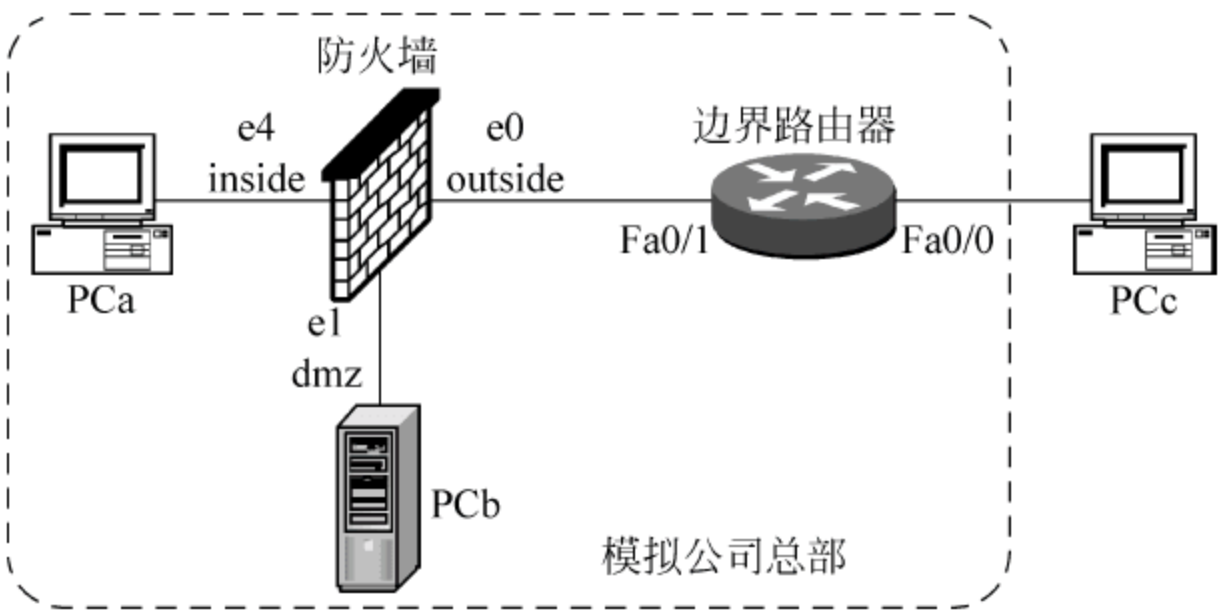 防火墙
e4
inside
e0
outside
边界路由器
Fa0/1
Fa0/0
PCa
PCc
e1
dmz
PCb
模拟公司总部